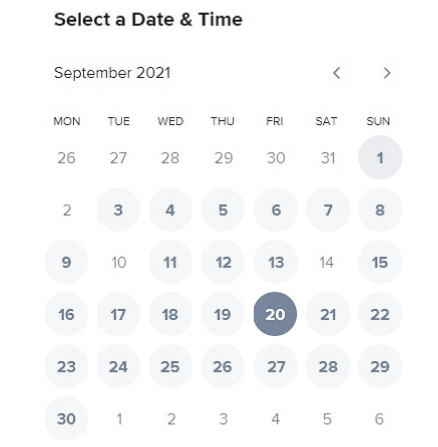 Select a Date & Time
September 2021
MON TUE WED THU FRI SAT SUN
26 27 28 29 30 31 1
2 3 4 5 6 7 8
9 10 11 12 13 14 15
16 17 18 19 20 21 22
23 24 25 26 27 28 29
30 1 2 3 4 5 6